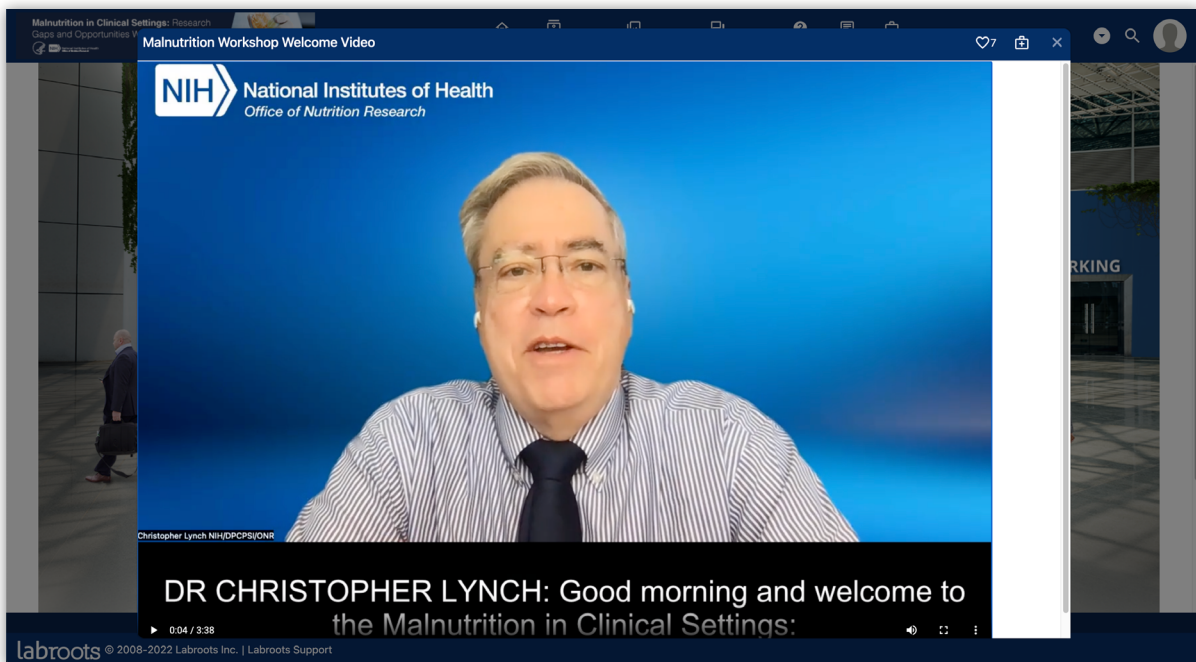 Malnutrition in Clinical Settings: Research
Gaps and Opportunities W
Malnutrition Workshop Welcome Video
7
NIH
National Institutes of Health
Office of Nutrition Research
RKING
Christopher Lynch NIH/DPCPSI/ONR
DR CHRISTOPHER LYNCH: Good morning and welcome to
the Malnutrition in Clinical Settings:
0:04 / 3:38
labroots © 2008-2022 Labroots Inc. | Labroots Support